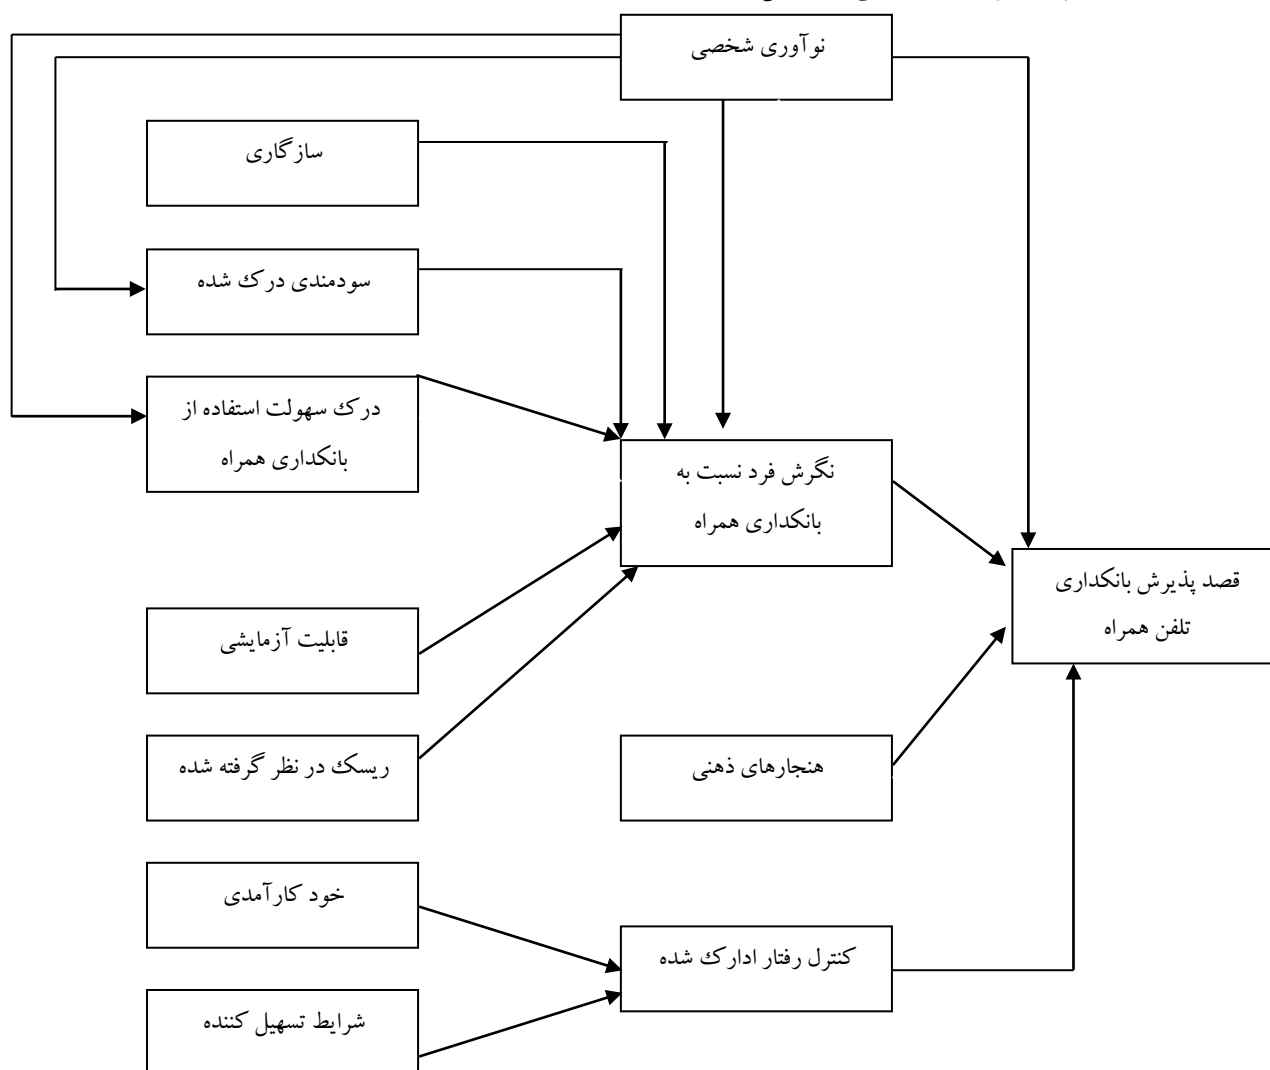 نوآوری شخصی
سازگاری
سودمندی درک شده
درک سهولت استفاده از
بانکداری همراه
نگرش فرد نسبت به
بانکداری همراه
قصد پذیرش بانکداری
تلفن همراه
قابلیت آزمایشی
ریسک در نظر گرفته شده
هنجارهای ذهنی
خود کارآمدی
کنترل رفتار ادارک شده
شرایط تسهیل کننده